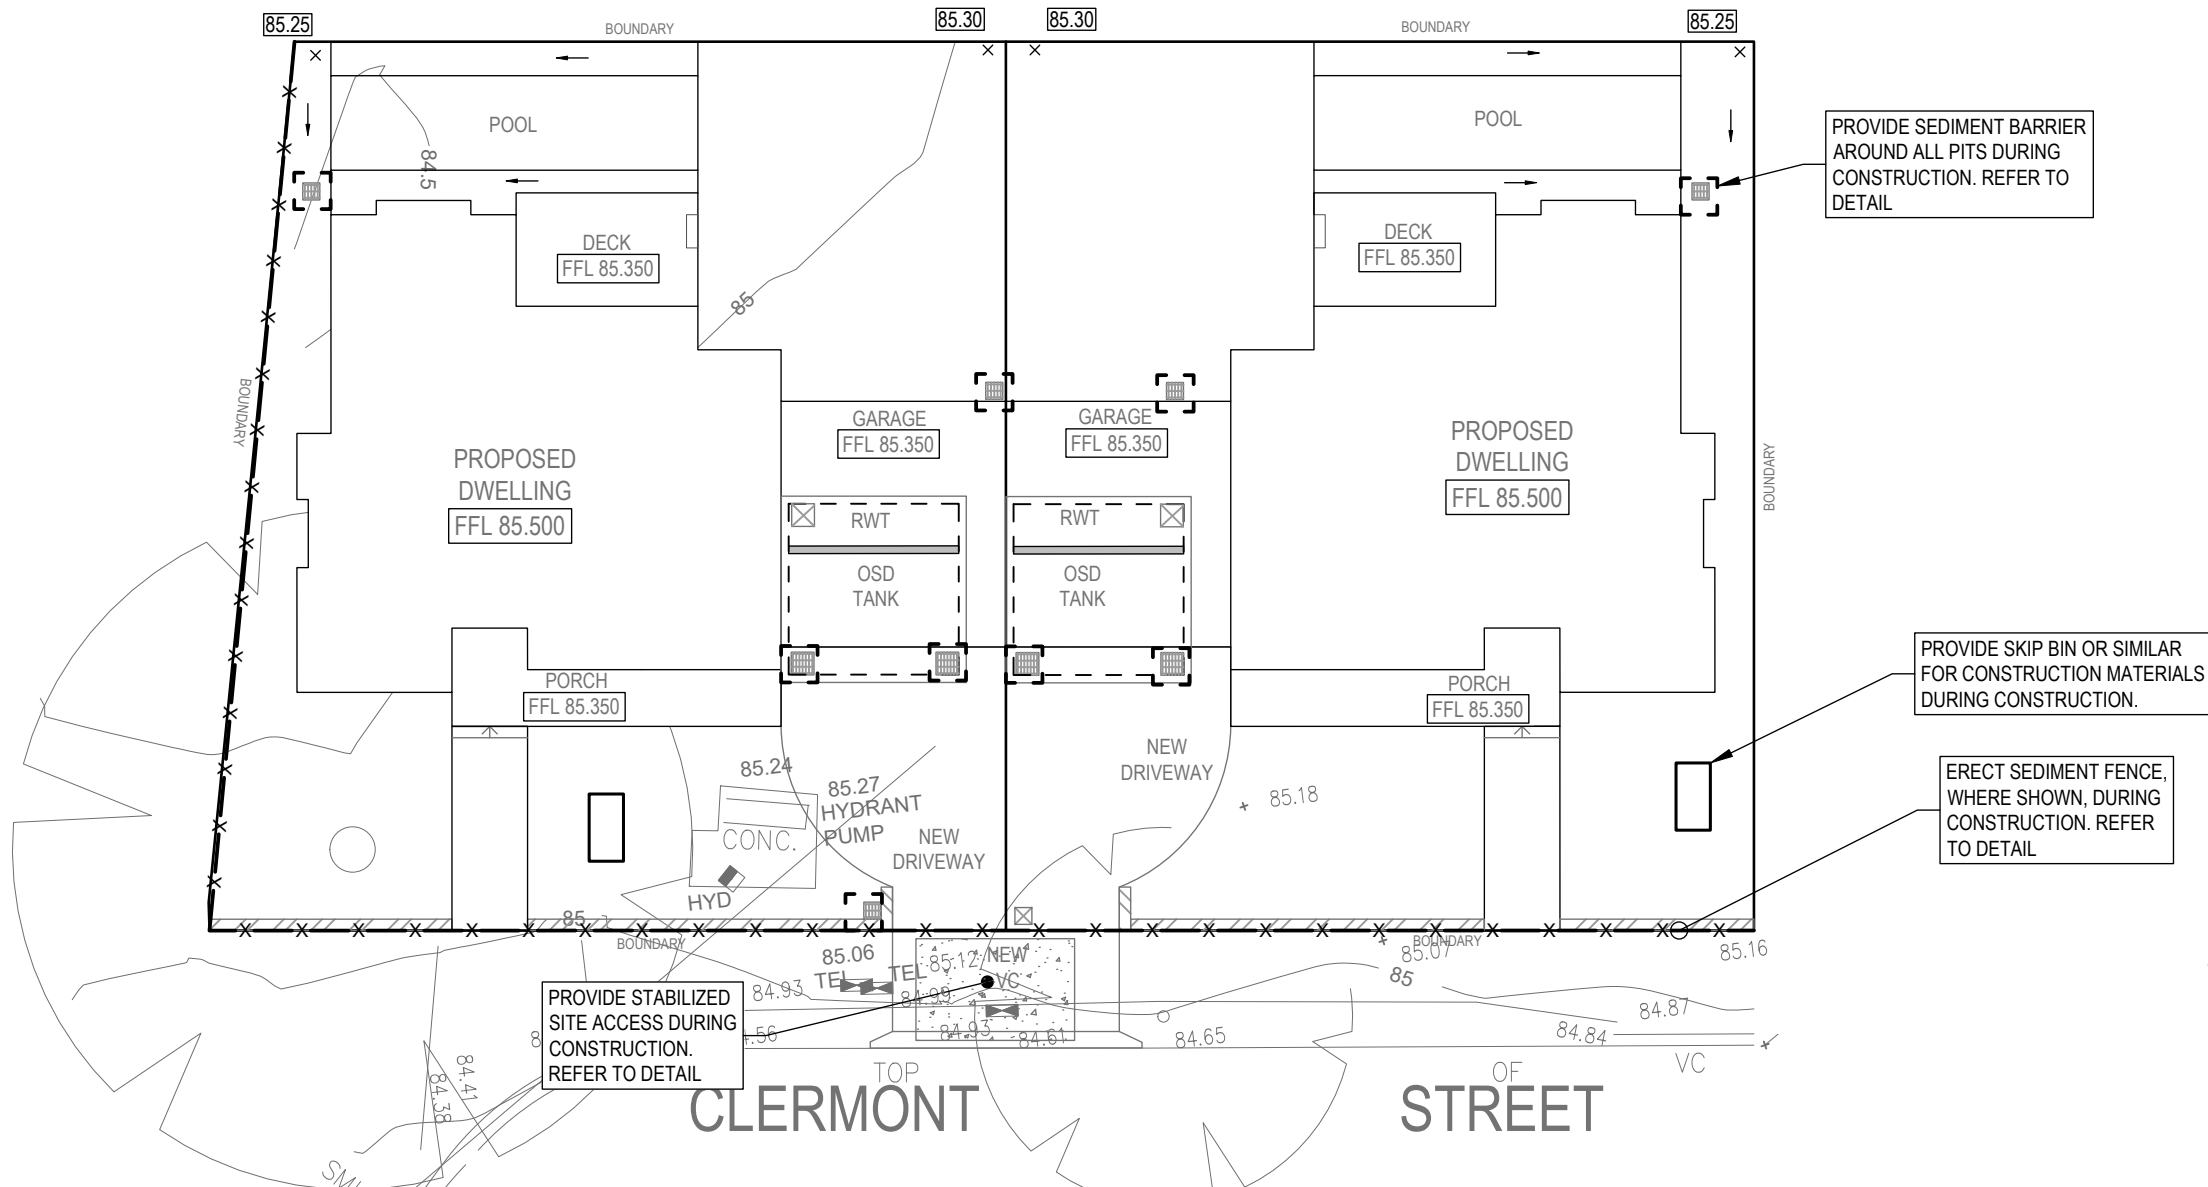 85.25
85.30
85.30
85.25
BOUNDARY
BOUNDARY
POOL
POOL
84.5
PROVIDE SEDIMENT BARRIER
AROUND ALL PITS DURING
CONSTRUCTION. REFER TO
DETAIL
DECK
FFL 85.350
DECK
FFL 85.350
85
BOUNDARY
GARAGE
FFL 85.350
GARAGE
FFL 85.350
PROPOSED
DWELLING
FFL 85.500
PROPOSED
DWELLING
FFL 85.500
BOUNDARY
RWT
RWT
OSD
TANK
OSD
TANK
PROVIDE SKIP BIN OR SIMILAR
FOR CONSTRUCTION MATERIALS
DURING CONSTRUCTION.
PORCH
FFL 85.350
PORCH
FFL 85.350
NEW
DRIVEWAY
85.24
85.27
HYDRANT
PUMP
CONC.
HYD
NEW
DRIVEWAY
85.18
ERECT SEDIMENT FENCE,
WHERE SHOWN, DURING
CONSTRUCTION. REFER
TO DETAIL
85
BOUNDARY
BOUNDARY
85.06
TEL
TEL
85.12
NEW
VC
85.07
85.16
85
84.93
84.99
84.87
PROVIDE STABILIZED
SITE ACCESS DURING
CONSTRUCTION.
REFER TO DETAIL
84.93
84.61
84.65
84.84
VC
84.41
84.38
TOP
OF
CLERMONT
STREET